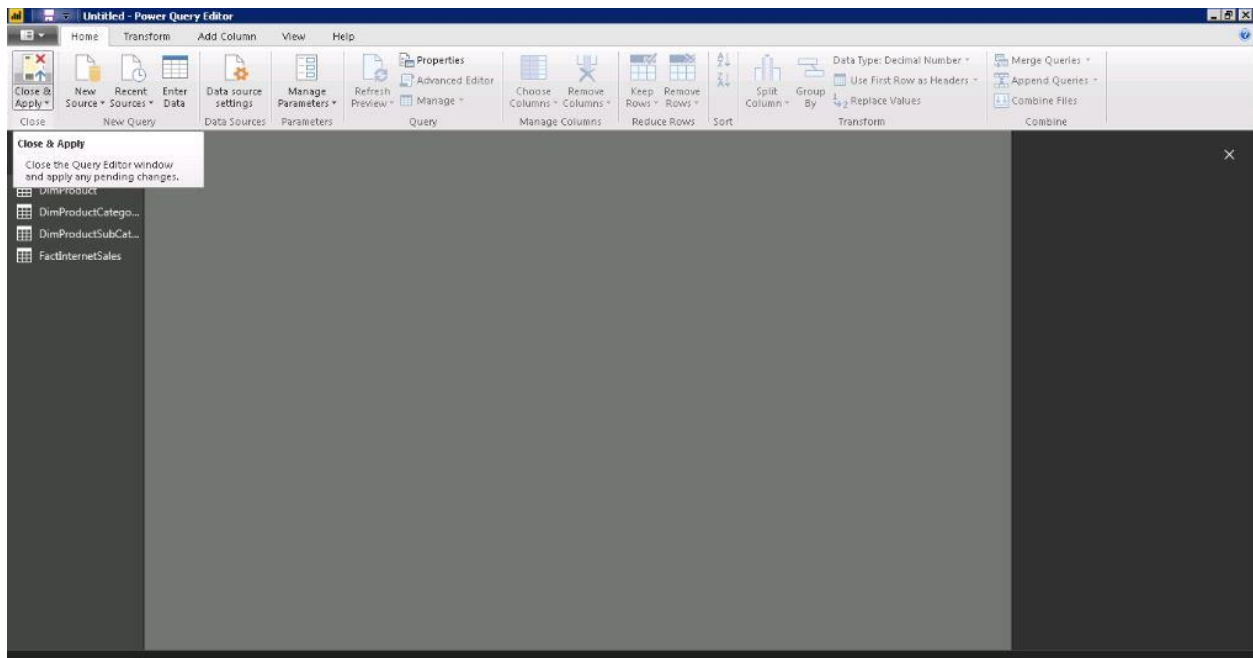 Untitled - Power Query Editor
Home Transform Add Column View Help
Close & Apply
New Source
Recent Sources
Enter Data
Data source settings
Manage Parameters
Refresh Preview
Properties
Advanced Editor
Manage
Choose Columns
Remove Columns
Keep Rows
Remove Rows
Split Column
Group By
Data Type: Decimal Number
Use First Row as Headers
Replace Values
Merge Queries
Append Queries
Combine Files
Close New Query Data Sources Parameters Query Manage Columns Reduce Rows Sort Transform Combine
Close & Apply
Close the Query Editor window
and apply any pending changes.
DimProduct
DimProductCatego...
DimProductSubCat...
FactInternetSales